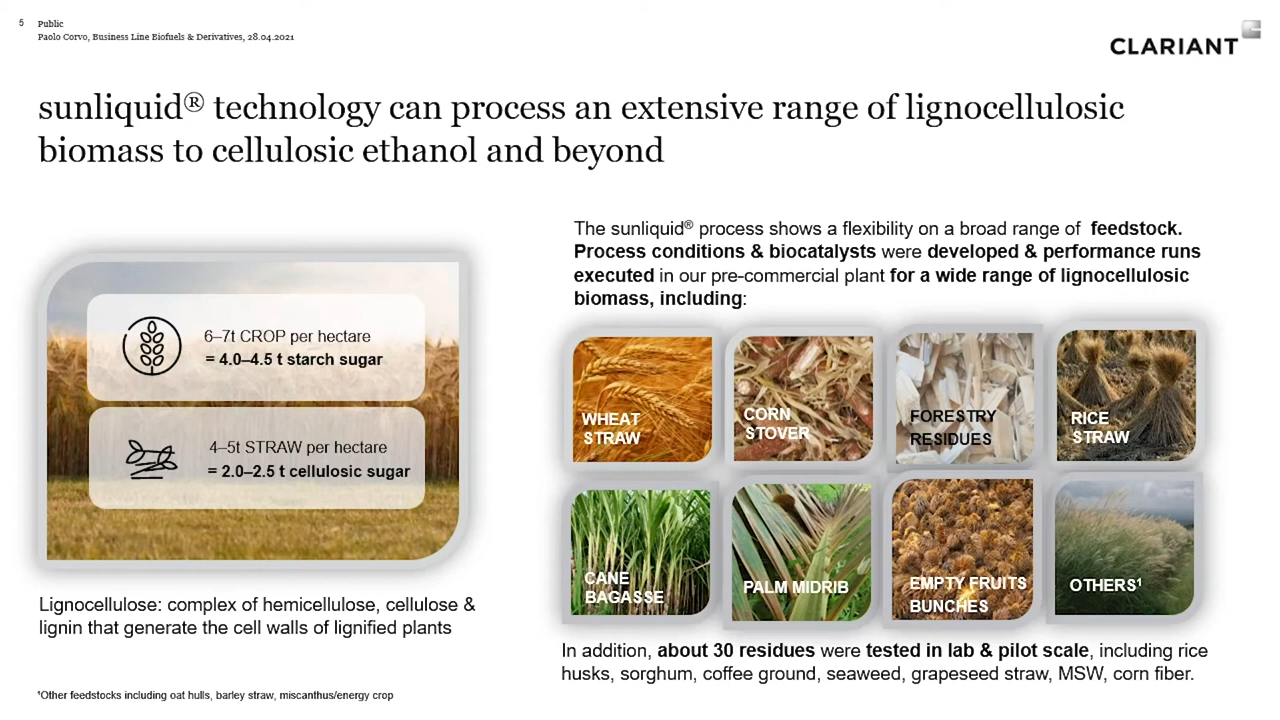 5 Public
Paolo Corvo, Business Line Biofuels & Derivatives, 28.04.2021
CLARIANT
sunliquid® technology can process an extensive range of lignocellulosic
biomass to cellulosic ethanol and beyond
6–7t CROP per hectare
= 4.0–4.5 t starch sugar
4–5t STRAW per hectare
= 2.0–2.5 t cellulosic sugar
Lignocellulose: complex of hemicellulose, cellulose &
lignin that generate the cell walls of lignified plants
The sunliquid® process shows a flexibility on a broad range of feedstock.
Process conditions & biocatalysts were developed & performance runs
executed in our pre-commercial plant for a wide range of lignocellulosic
biomass, including:
WHEAT
STRAW
CORN
STOVER
FORESTRY
RESIDUES
RICE
STRAW
CANE
BAGASSE
PALM MIDRIB
EMPTY FRUITS
BUNCHES
OTHERS¹
In addition, about 30 residues were tested in lab & pilot scale, including rice
husks, sorghum, coffee ground, seaweed, grapeseed straw, MSW, corn fiber.
¹Other feedstocks including oat hulls, barley straw, miscanthus/energy crop